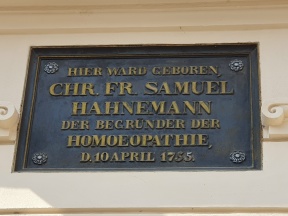 HIER WARD GEBOREN,
CHR. FR. SAMUEL
HAHNEMANN
DER BEGRÜNDER DER
HOMOEOPATHIE,
D. 10 APRIL 1755.